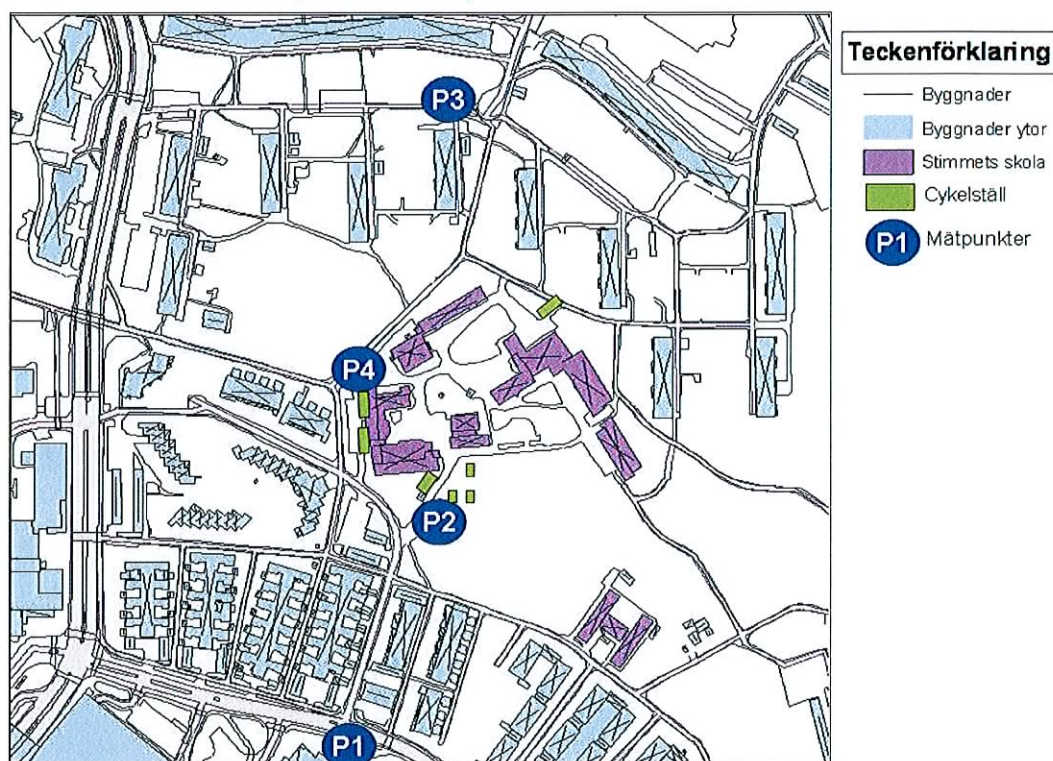 P3
P4
P2
P1
Teckenförklaring
Byggnader
Byggnader ytor
Stimmets skola
Cykelställ
P1 Mätpunkter